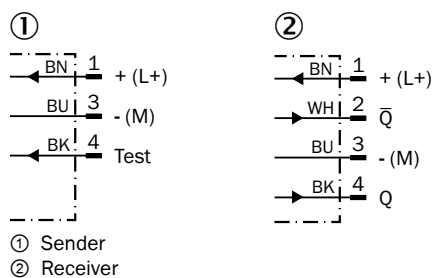 ①
BN 1 + (L+)
BU 3 - (M)
BK 4 Test
②
BN 1 + (L+)
WH 2 Q̅
BU 3 - (M)
BK 4 Q
① Sender
② Receiver